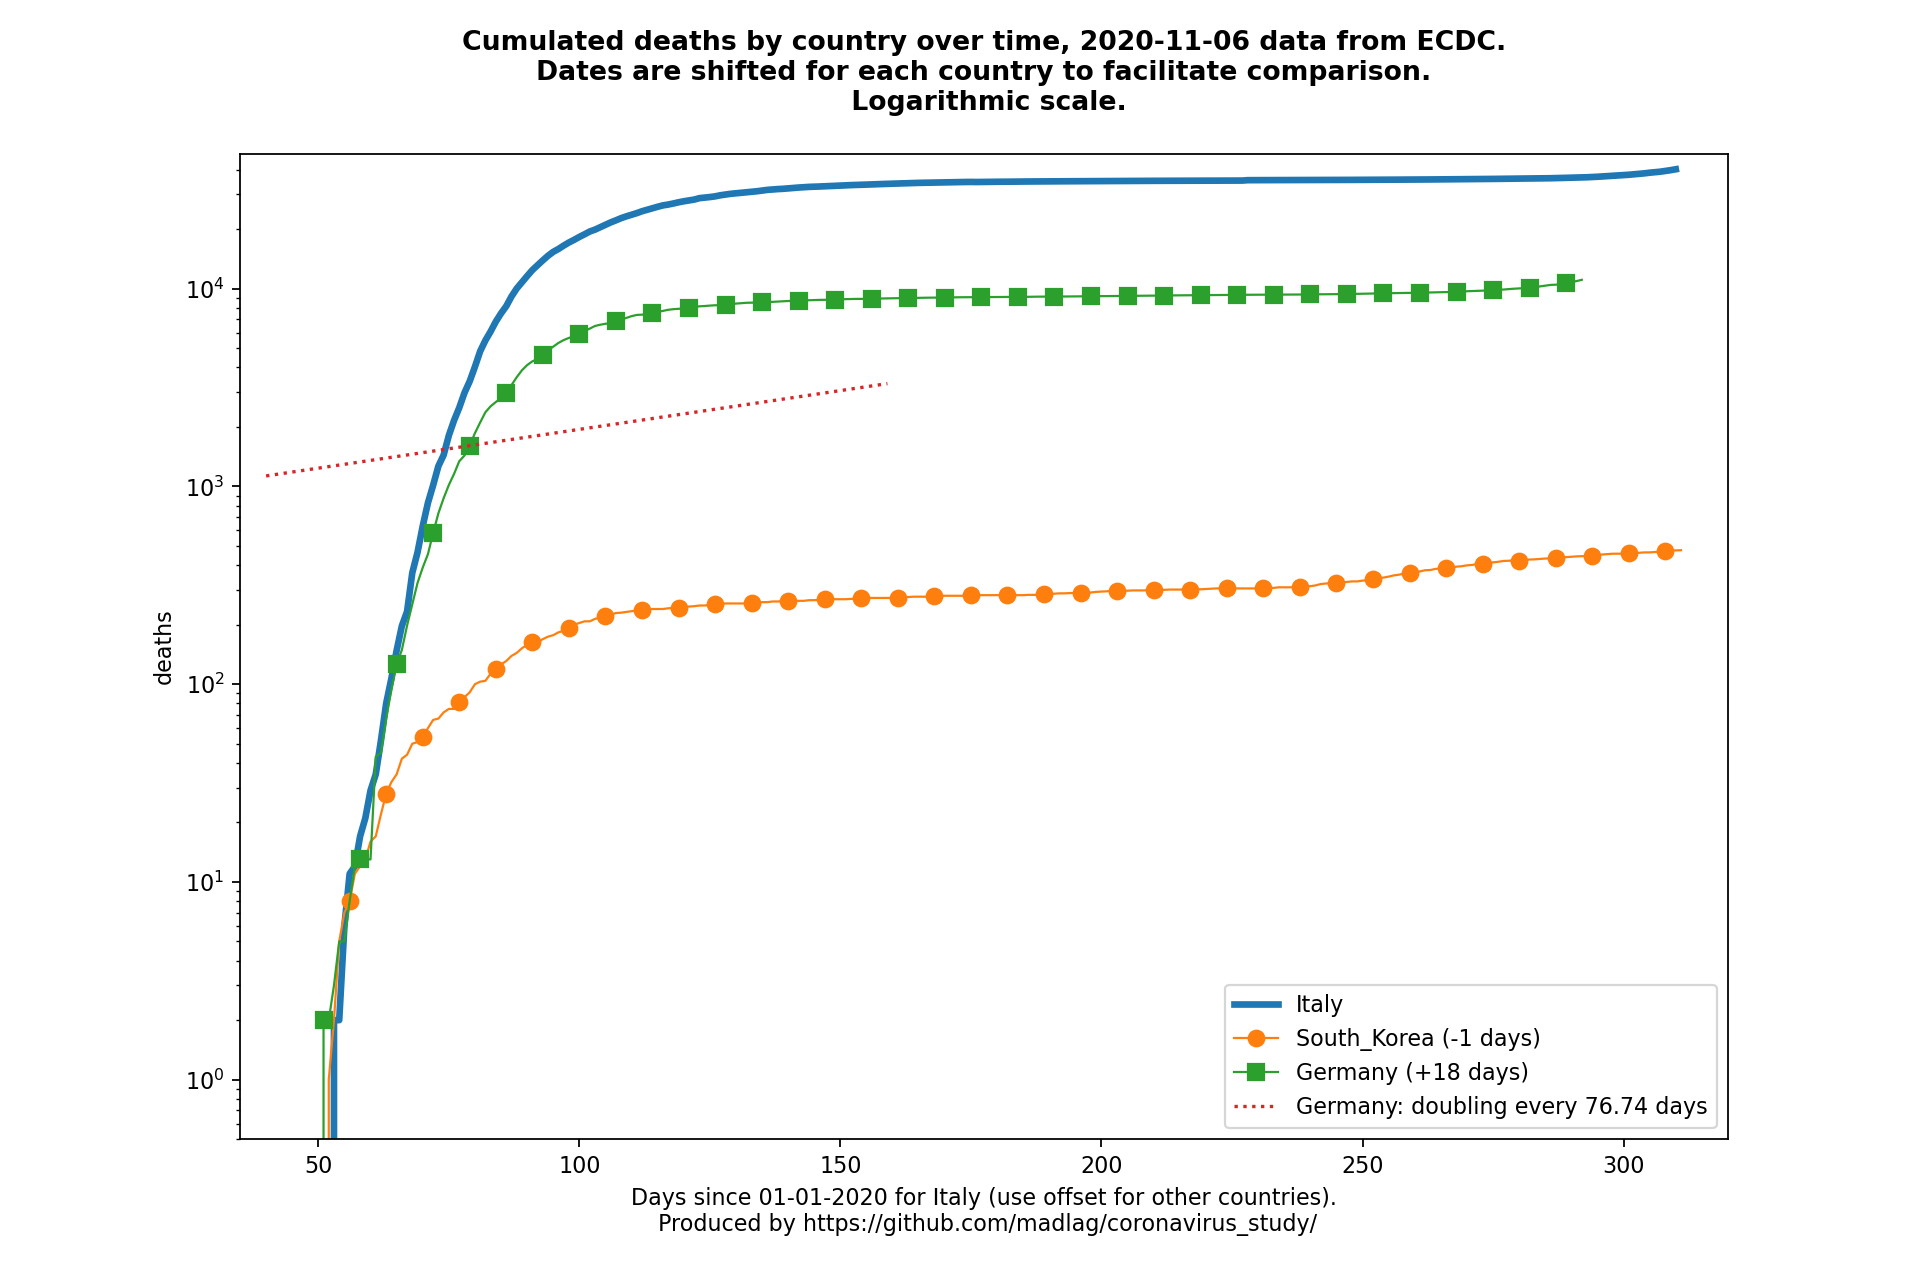 Cumulated deaths by country over time, 2020-11-06 data from ECDC.
Dates are shifted for each country to facilitate comparison.
Logarithmic scale.
10^4
10^3
10^2
10^1
10^0
deaths
Italy
South_Korea (-1 days)
Germany (+18 days)
Germany: doubling every 76.74 days
50 100 150 200 250 300
Days since 01-01-2020 for Italy (use offset for other countries).
Produced by https://github.com/madlag/coronavirus_study/